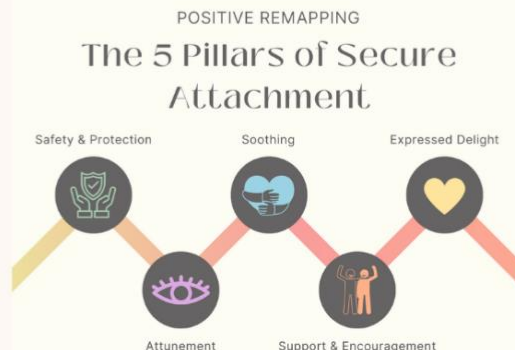 POSITIVE REMAPPING
The 5 Pillars of Secure
Attachment
Safety & Protection
Soothing
Expressed Delight
Attunement
Support & Encouragement